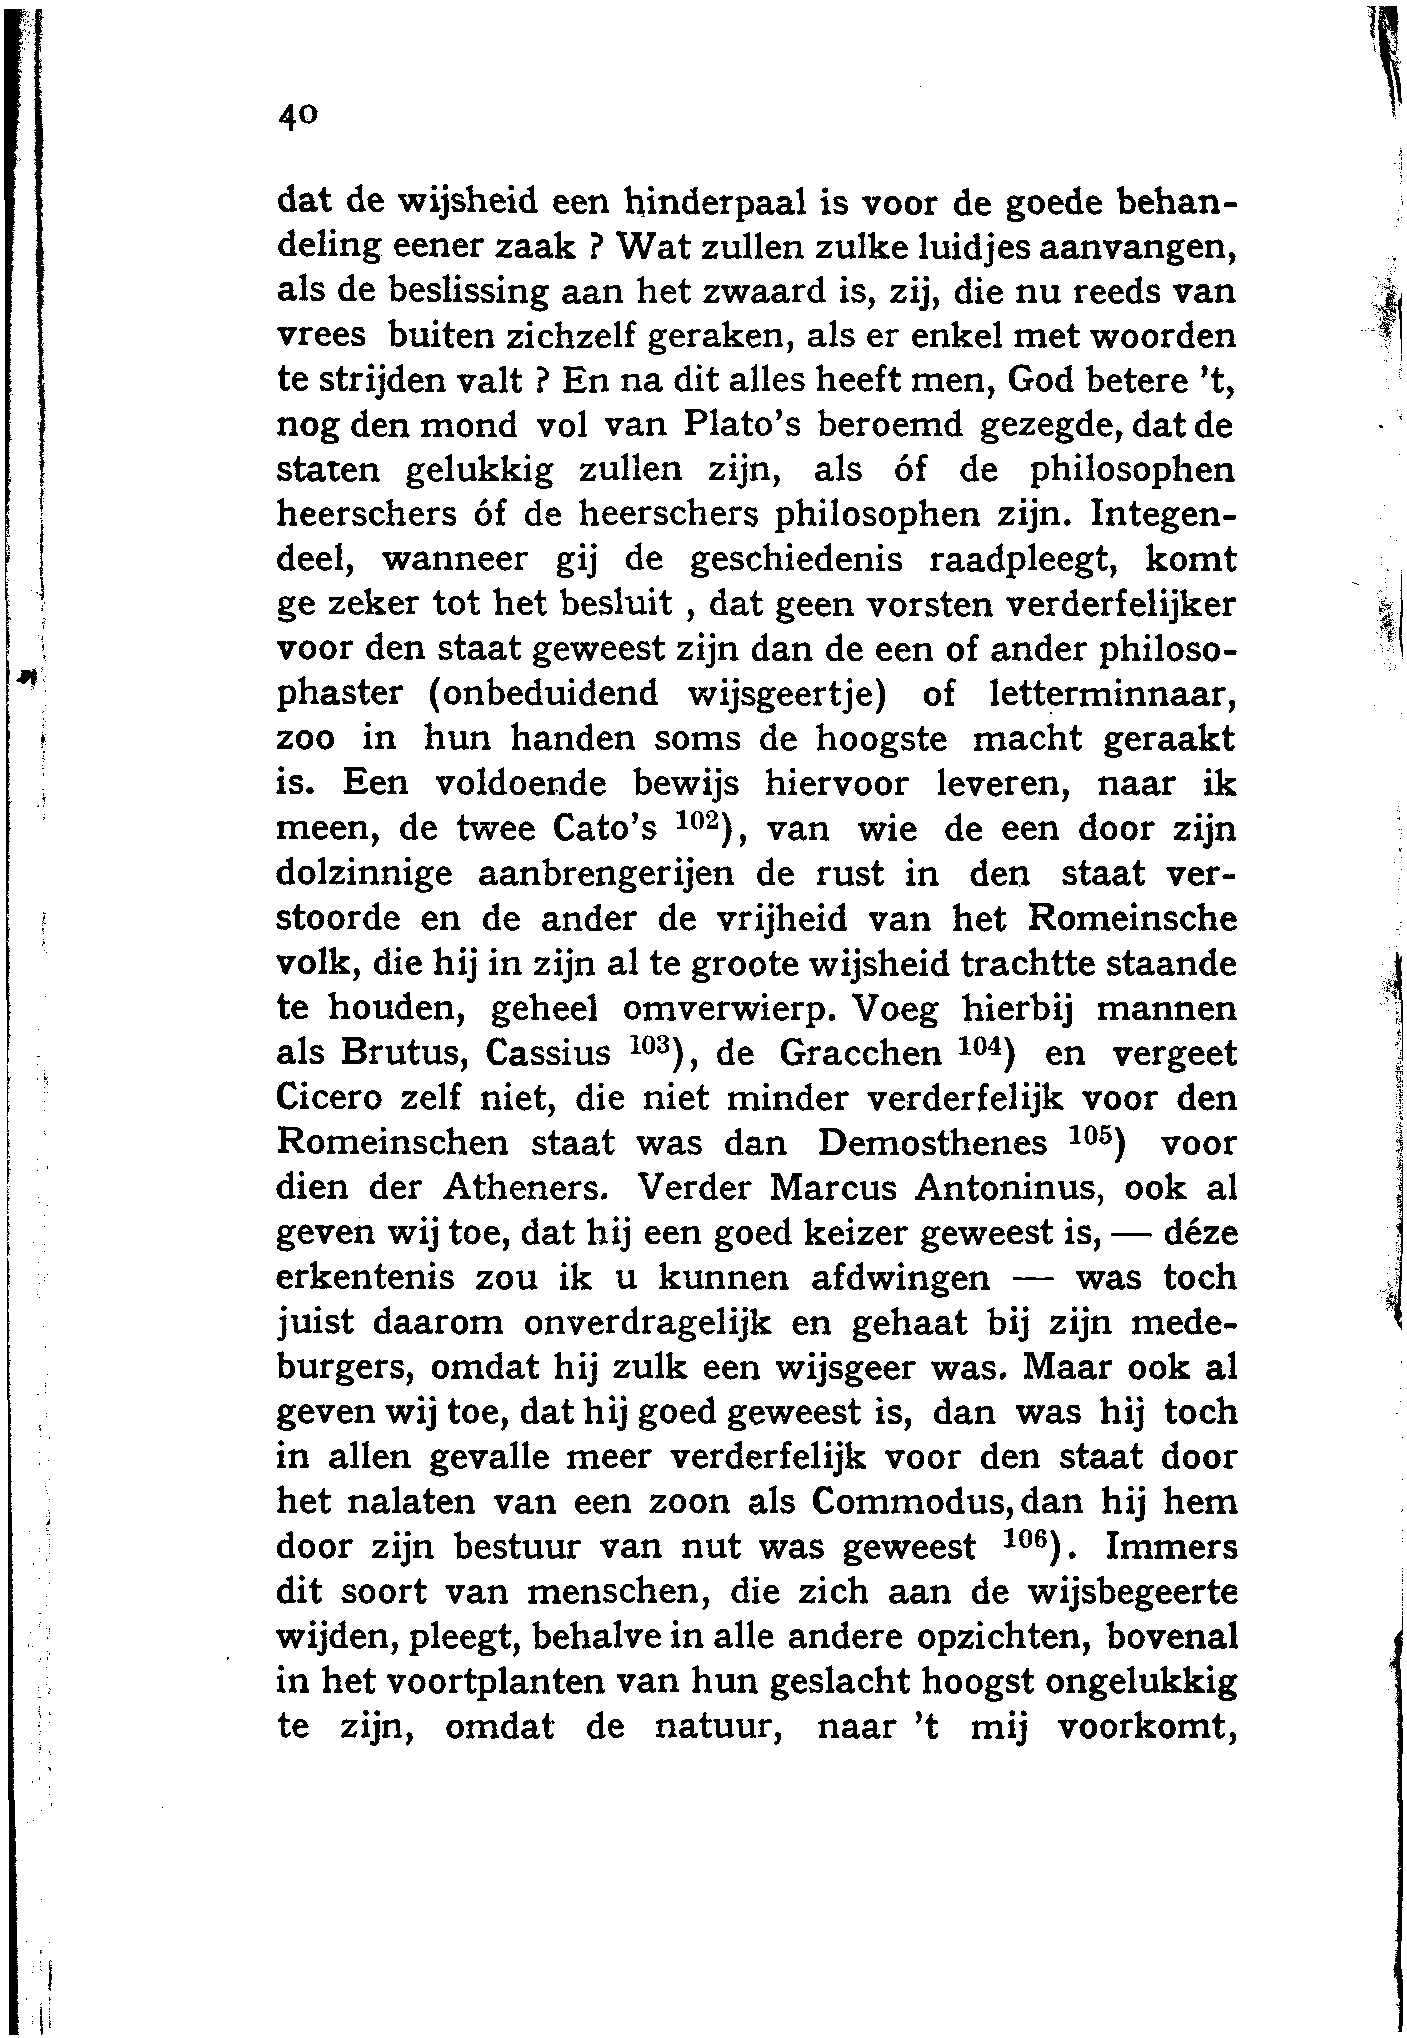 40
dat de wijsheid een hinderpaal is voor de goede behan-
deling eener zaak ? Wat zullen zulke luidjes aanvangen,
als de beslissing aan het zwaard is, zij, die nu reeds van
vrees buiten zichzelf geraken, als er enkel met woorden
te strijden valt ? En na dit alles heeft men, God betere 't,
nog den mond vol van Plato's beroemd gezegde, dat de
staten gelukkig zullen zijn, als óf de philosophen
heerschers óf de heerschers philosophen zijn. Integen-
deel, wanneer gij de geschiedenis raadpleegt, komt
ge zeker tot het besluit , dat geen vorsten verderfelijker
voor den staat geweest zijn dan de een of ander philoso-
phaster (onbeduidend wijsgeertje) of letterminnaar,
zoo in hun handen soms de hoogste macht geraakt
is. Een voldoende bewijs hiervoor leveren, naar ik
meen, de twee Cato's ¹⁰²), van wie de een door zijn
dolzinnige aanbrengerijen de rust in den staat ver-
stoorde en de ander de vrijheid van het Romeinsche
volk, die hij in zijn al te groote wijsheid trachtte staande
te houden, geheel omverwierp. Voeg hierbij mannen
als Brutus, Cassius ¹⁰³), de Gracchen ¹⁰⁴) en vergeet
Cicero zelf niet, die niet minder verderfelijk voor den
Romeinschen staat was dan Demosthenes ¹⁰⁵) voor
dien der Atheners. Verder Marcus Antoninus, ook al
geven wij toe, dat hij een goed keizer geweest is, — déze
erkentenis zou ik u kunnen afdwingen — was toch
juist daarom onverdragelijk en gehaat bij zijn mede-
burgers, omdat hij zulk een wijsgeer was. Maar ook al
geven wij toe, dat hij goed geweest is, dan was hij toch
in allen gevalle meer verderfelijk voor den staat door
het nalaten van een zoon als Commodus, dan hij hem
door zijn bestuur van nut was geweest ¹⁰⁶). Immers
dit soort van menschen, die zich aan de wijsbegeerte
wijden, pleegt, behalve in alle andere opzichten, bovenal
in het voortplanten van hun geslacht hoogst ongelukkig
te zijn, omdat de natuur, naar 't mij voorkomt,